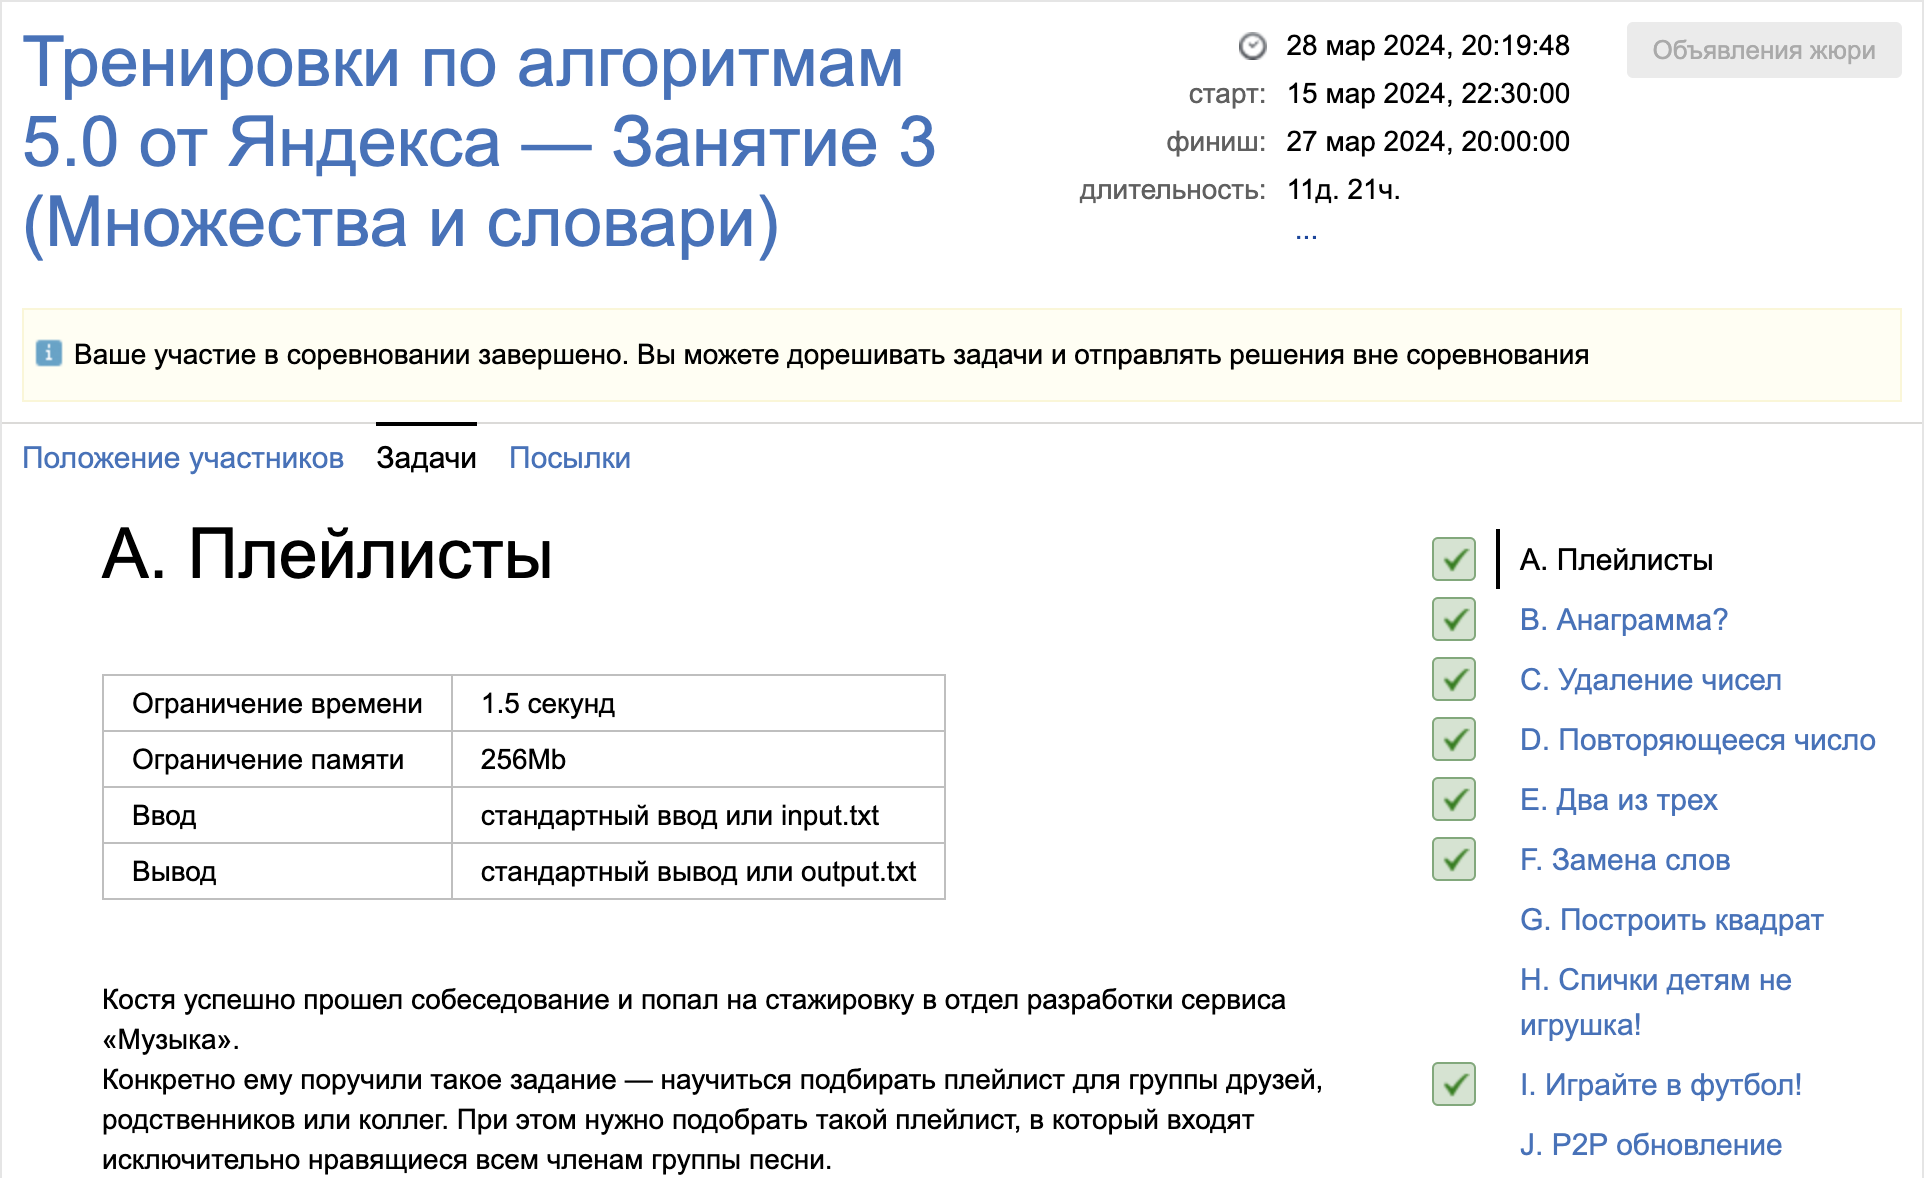 Тренировки по алгоритмам
5.0 от Яндекса — Занятие 3
(Множества и словари)
28 мар 2024, 20:19:48
старт: 15 мар 2024, 22:30:00
финиш: 27 мар 2024, 20:00:00
длительность: 11д. 21ч.
...
Объявления жюри
Ваше участие в соревновании завершено. Вы можете дорешивать задачи и отправлять решения вне соревнования
Положение участников Задачи Посылки
A. Плейлисты
Ограничение времени 1.5 секунд
Ограничение памяти 256Mb
Ввод стандартный ввод или input.txt
Вывод стандартный вывод или output.txt
Костя успешно прошел собеседование и попал на стажировку в отдел разработки сервиса
«Музыка».
Конкретно ему поручили такое задание — научиться подбирать плейлист для группы друзей,
родственников или коллег. При этом нужно подобрать такой плейлист, в который входят
исключительно нравящиеся всем членам группы песни.
A. Плейлисты
B. Анаграмма?
C. Удаление чисел
D. Повторяющееся число
E. Два из трех
F. Замена слов
G. Построить квадрат
H. Спички детям не
игрушка!
I. Играйте в футбол!
J. P2P обновление